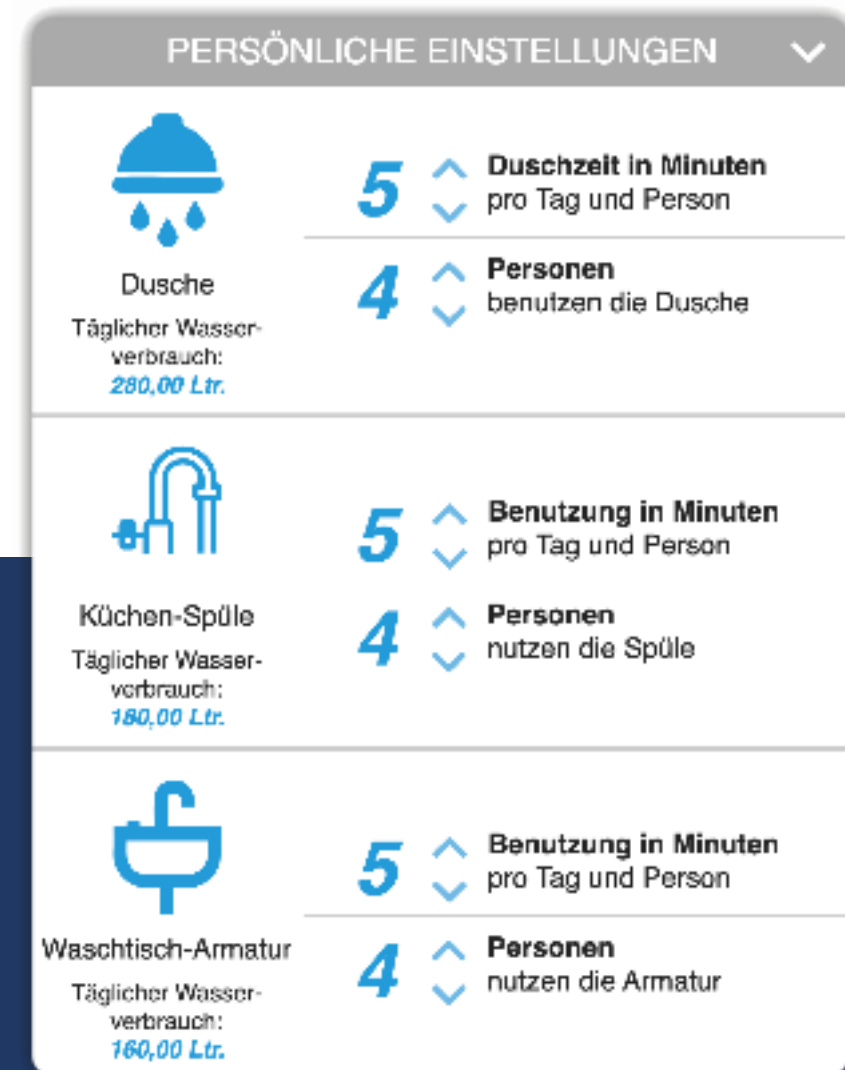 PERSÖNLICHE EINSTELLUNGEN
5
Duschzeit in Minuten
pro Tag und Person
4
Personen
benutzen die Dusche
Dusche
Täglicher Wasser-
verbrauch:
280,00 Ltr.
5
Benutzung in Minuten
pro Tag und Person
4
Personen
nutzen die Spüle
Küchen-Spüle
Täglicher Wasser-
verbrauch:
180,00 Ltr.
5
Benutzung in Minuten
pro Tag und Person
4
Personen
nutzen die Armatur
Waschtisch-Armatur
Täglicher Wasser-
verbrauch:
160,00 Ltr.